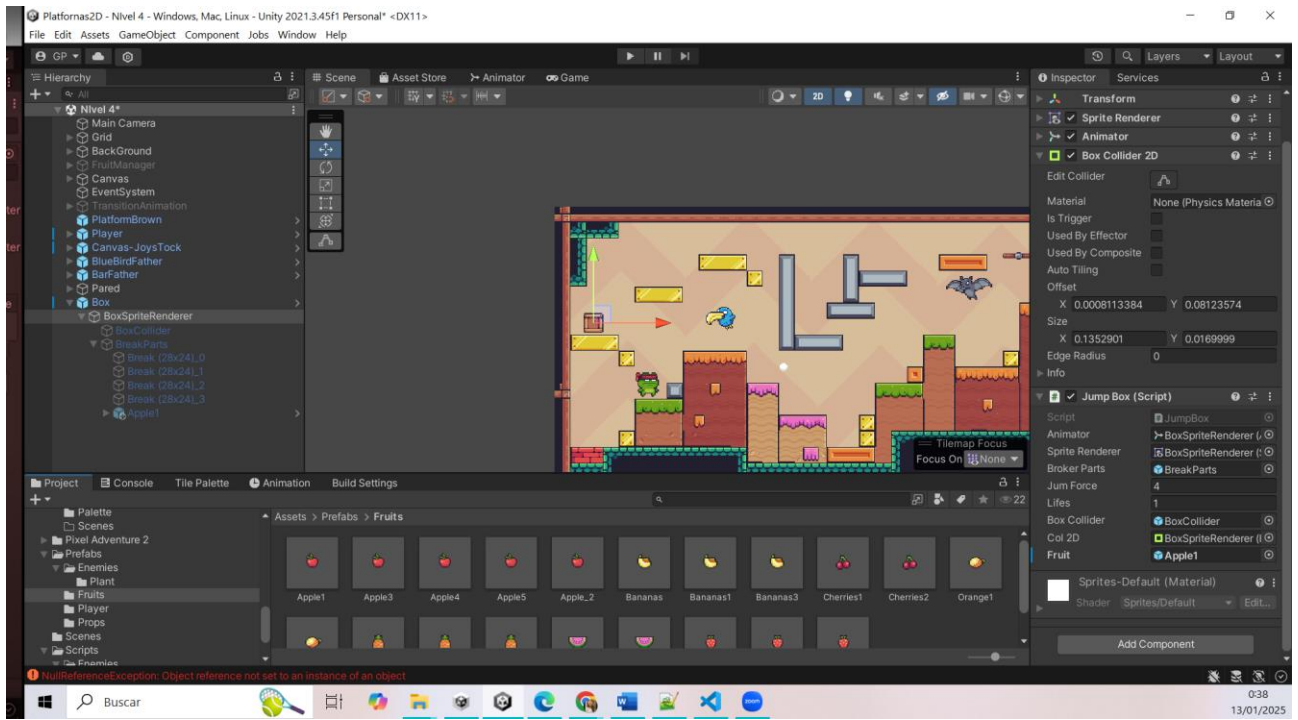 Platfornas2D - NIvel 4 - Windows, Mac, Linux - Unity 2021.3.45f1 Personal* <DX11>
File Edit Assets GameObject Component Jobs Window Help
GP
Layers
Layout
Hierarchy
All
NIvel 4*
Main Camera
Grid
BackGround
FruitManager
Canvas
EventSystem
TransitionAnimation
PlatformBrown
Player
Canvas-JoysTock
BlueBirdFather
BarFather
Pared
Box
BoxSpriteRenderer
BoxCollider
BreakParts
Break (28x24)_0
Break (28x24)_1
Break (28x24)_2
Break (28x24)_3
Apple1
Scene Asset Store Animator Game
2D
Tilemap Focus
Focus On None
Inspector Services
Transform
Sprite Renderer
Animator
Box Collider 2D
Edit Collider
Material None (Physics Materia
Is Trigger
Used By Effector
Used By Composite
Auto Tiling
Offset
X 0.0008113384 Y 0.08123574
Size
X 0.1352901 Y 0.0169999
Edge Radius 0
Info
Jump Box (Script)
Script JumpBox
Animator BoxSpriteRenderer (
Sprite Renderer BoxSpriteRenderer (
Broker Parts BreakParts
Jum Force 4
Lifes 1
Box Collider BoxCollider
Col 2D BoxSpriteRenderer (
Fruit Apple1
Sprites-Default (Material)
Shader Sprites/Default Edit...
Add Component
Project Console Tile Palette Animation Build Settings
22
Palette
Scenes
Pixel Adventure 2
Prefabs
Enemies
Plant
Fruits
Player
Props
Scenes
Scripts
Enemies
Assets > Prefabs > Fruits
Apple1 Apple3 Apple4 Apple5 Apple_2 Bananas Bananas1 Bananas3 Cherries1 Cherries2 Orange1
NullReferenceException: Object reference not set to an instance of an object
Buscar
zoom
0:38
13/01/2025